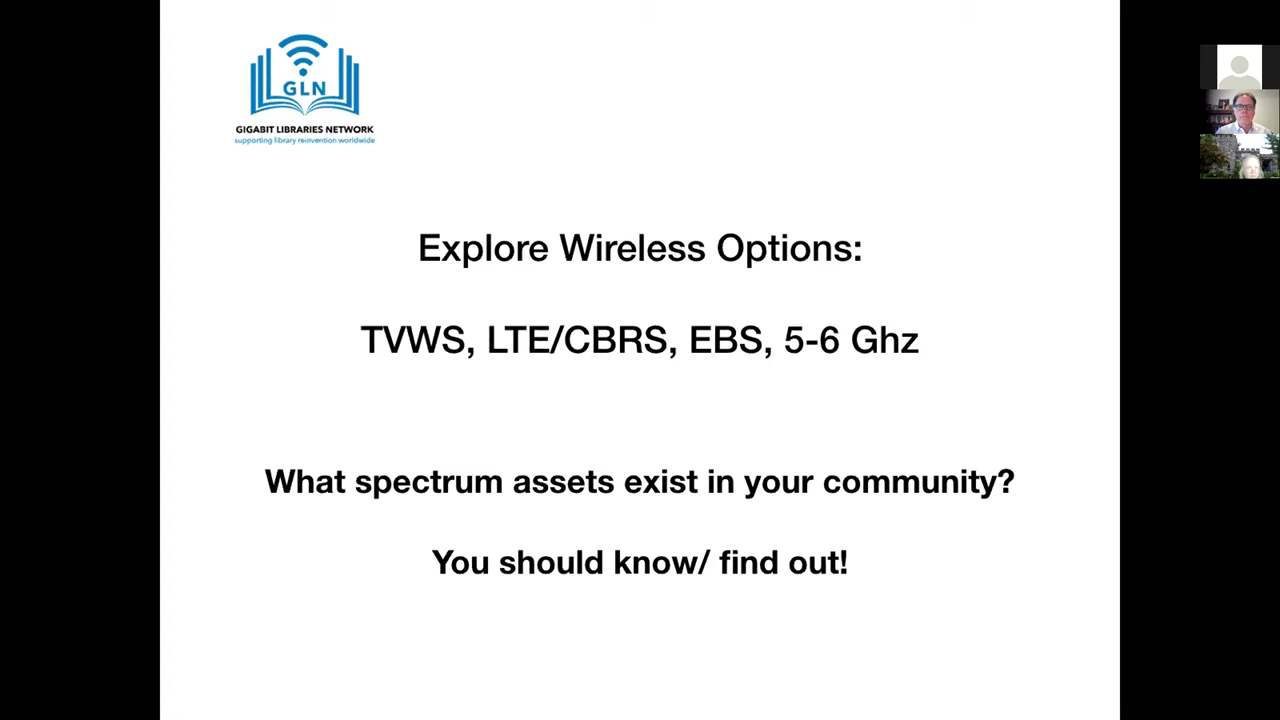 GLN
GIGABIT LIBRARIES NETWORK
supporting library reinvention worldwide
Explore Wireless Options:
TVWS, LTE/CBRS, EBS, 5-6 Ghz
What spectrum assets exist in your community?
You should know/ find out!